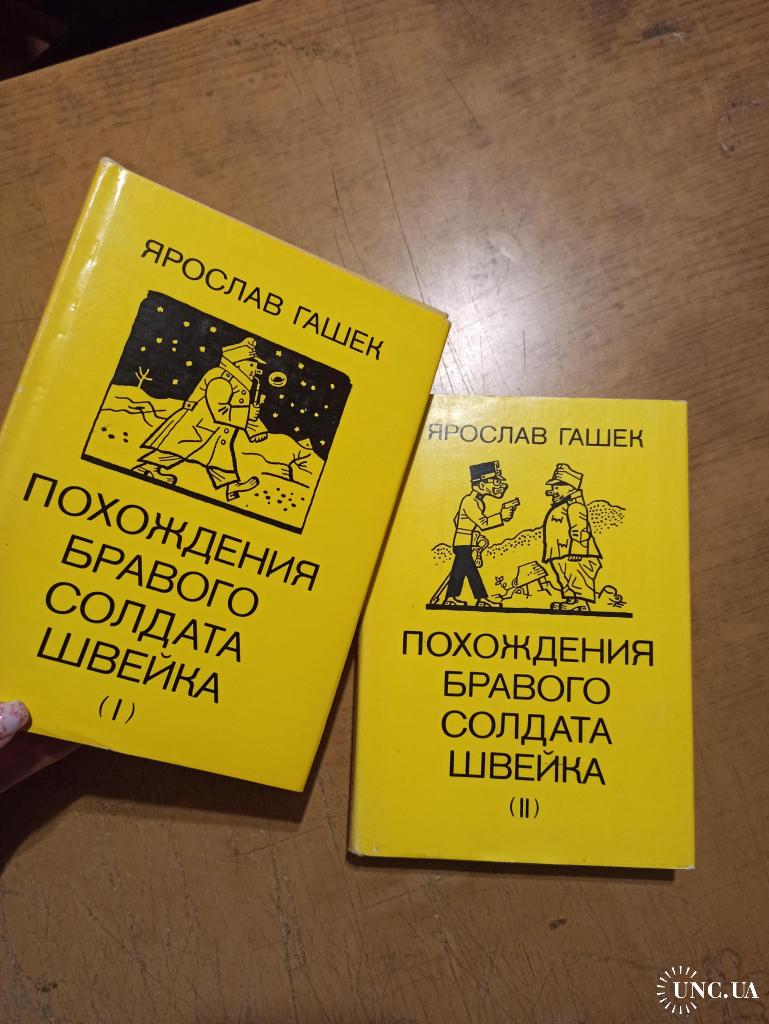 ЯРОСЛАВ ГАШЕК
ПОХОЖДЕНИЯ
БРАВОГО
СОЛДАТА
ШВЕЙКА
(I)
ЯРОСЛАВ ГАШЕК
ПОХОЖДЕНИЯ
БРАВОГО
СОЛДАТА
ШВЕЙКА
(II)
UNC.UA